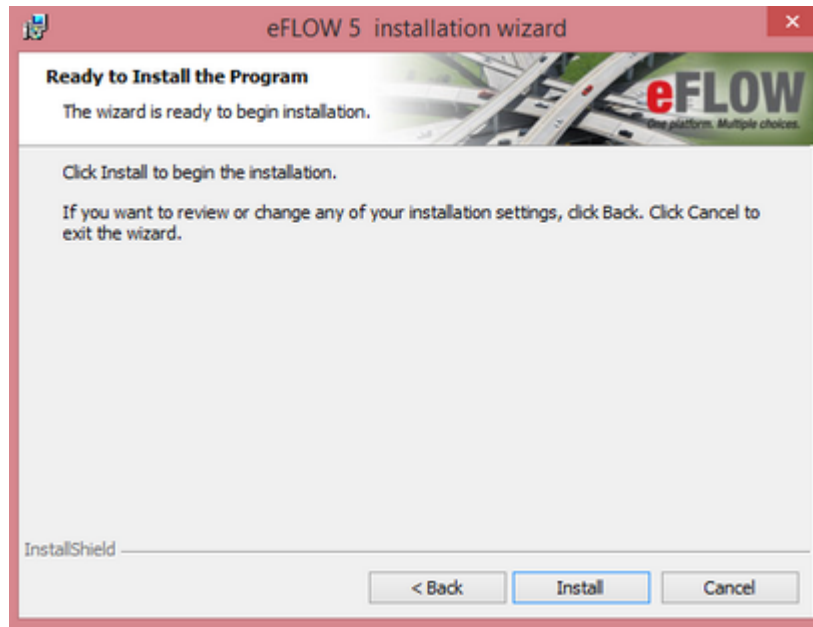 eFLOW 5 installation wizard
Ready to Install the Program
The wizard is ready to begin installation.
eFLOW
One platform. Multiple choices.
Click Install to begin the installation.
If you want to review or change any of your installation settings, click Back. Click Cancel to
exit the wizard.
InstallShield
< Back
Install
Cancel